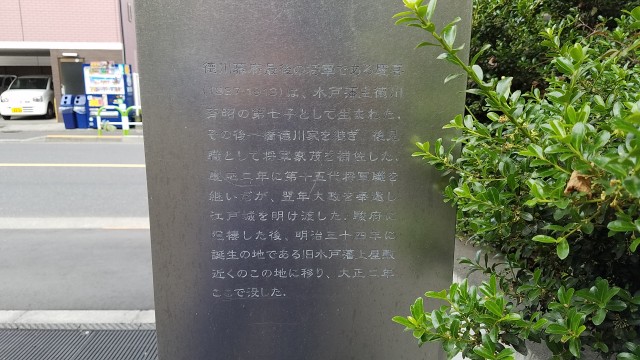 徳川幕府最後の将軍である慶喜
(1837-1913)は、水戸藩主徳川
斉昭の第七子として生まれた。
その後一橋徳川家を継ぎ、後見
職として将軍家茂を補佐した。
慶応二年に第十五代将軍職を
継いだが、翌年大政を奉還し
江戸城を明け渡した。駿府に
隠棲した後、明治三十四年に
誕生の地である旧水戸藩上屋敷
近くのこの地に移り、大正二年
ここで没した。